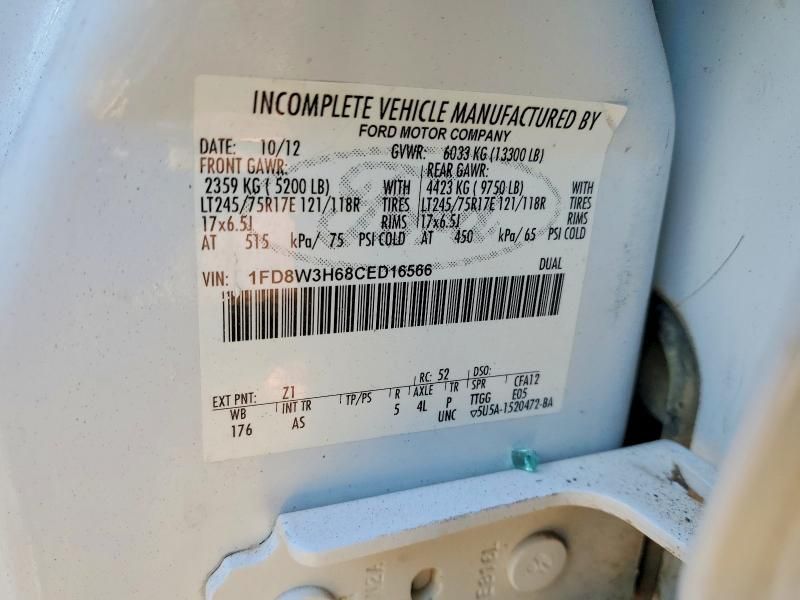 INCOMPLETE VEHICLE MANUFACTURED BY
FORD MOTOR COMPANY
DATE: 10/12 GVWR: 6033 KG (13300 LB)
FRONT GAWR: REAR GAWR:
2359 KG ( 5200 LB) WITH 4423 KG ( 9750 LB) WITH
LT245/75R17E 121/118R TIRES LT245/75R17E 121/118R TIRES
17x6.5J RIMS 17x6.5J RIMS
AT 515 kPa/ 75 PSI COLD AT 450 kPa/ 65 PSI COLD
VIN: 1FD8W3H68CED16566 DUAL
EXT PNT: Z1 RC: 52 DSO:
WB INT TR TP/PS R AXLE TR SPR CFA12
176 AS 5 4L P TTGG E05
UNC ▽5U5A-1520472-BA